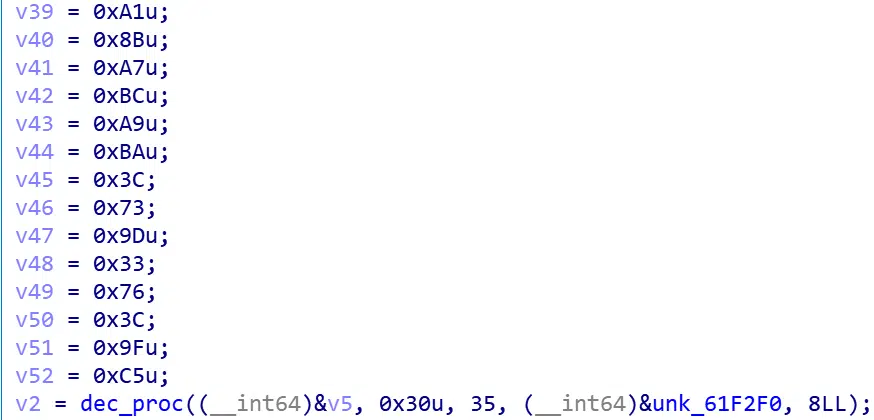 v39 = 0xA1u;
v40 = 0x8Bu;
v41 = 0xA7u;
v42 = 0xBCu;
v43 = 0xA9u;
v44 = 0xBAu;
v45 = 0x3C;
v46 = 0x73;
v47 = 0x9Du;
v48 = 0x33;
v49 = 0x76;
v50 = 0x3C;
v51 = 0x9Fu;
v52 = 0xC5u;
v2 = dec_proc((__int64)&v5, 0x30u, 35, (__int64)&unk_61F2F0, 8LL);